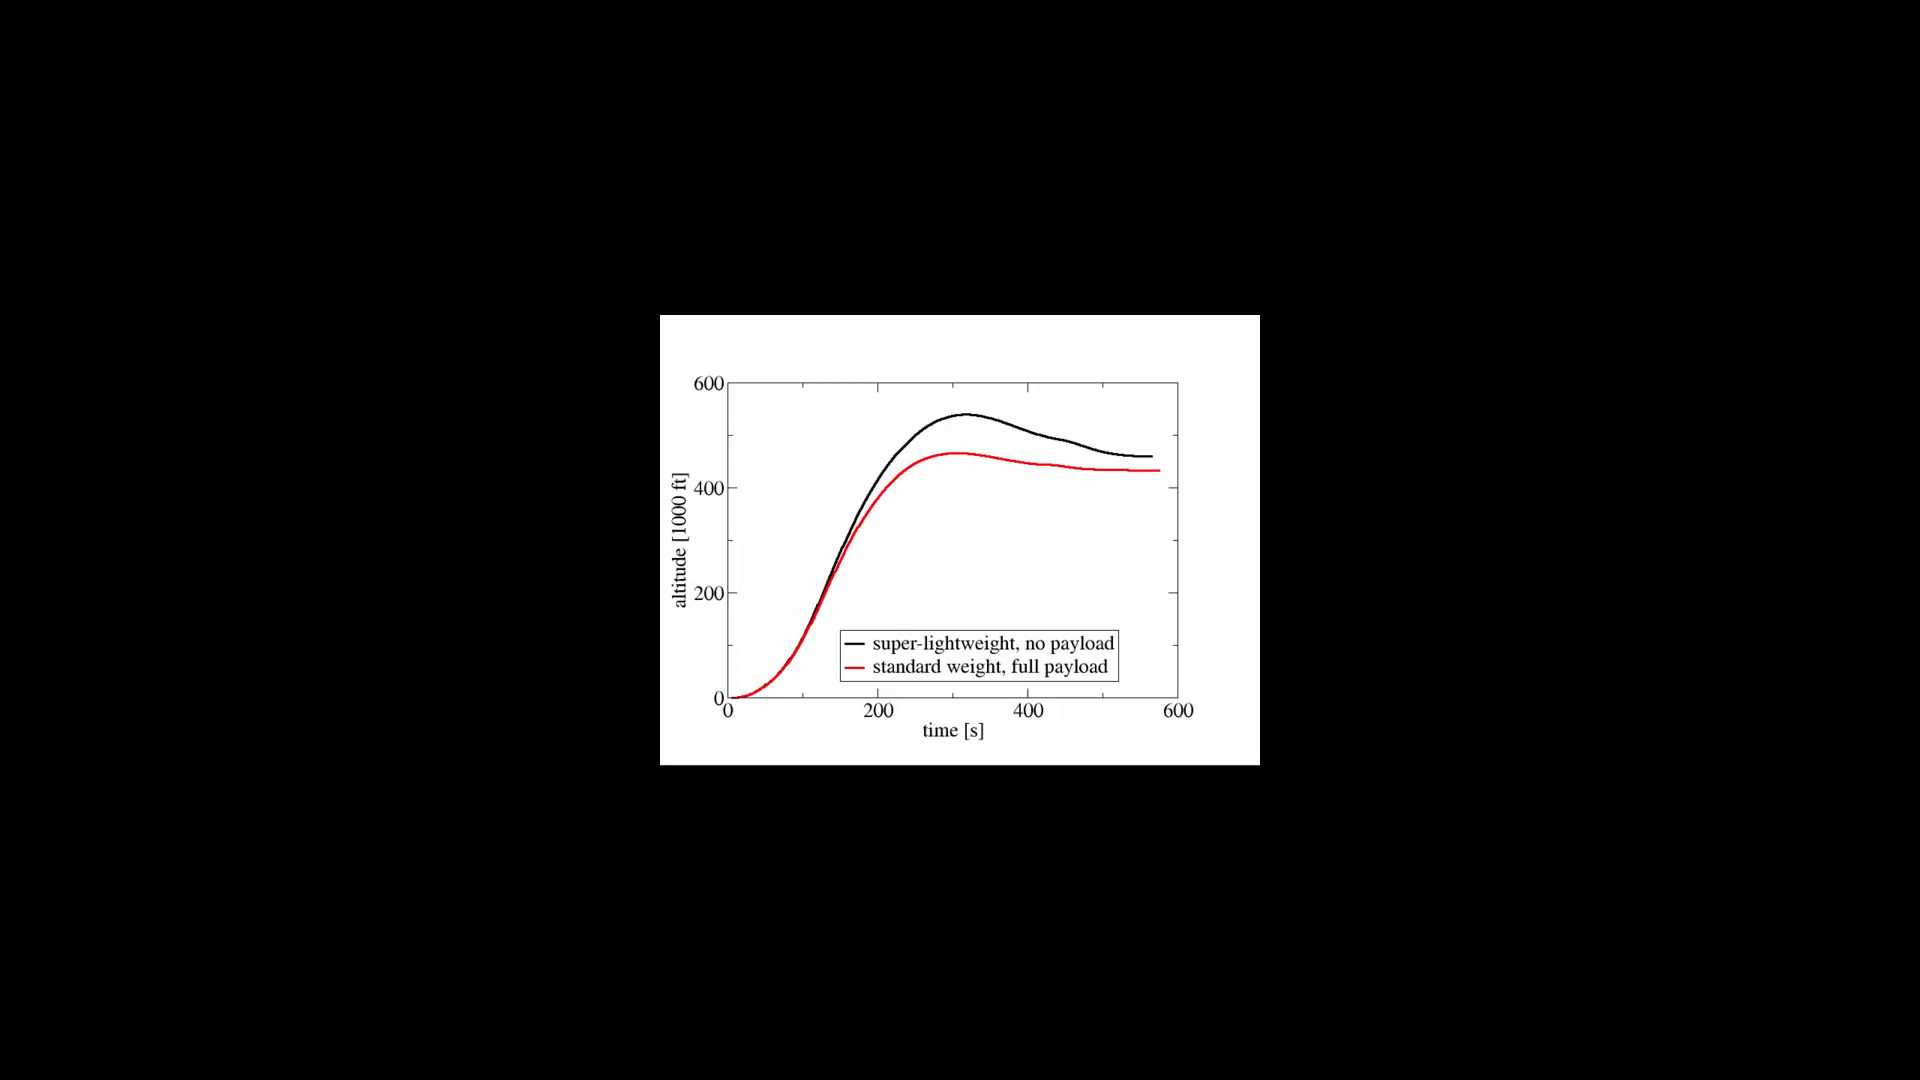 600
400
200
0
altitude [1000 ft]
super-lightweight, no payload
standard weight, full payload
0 200 400 600
time [s]